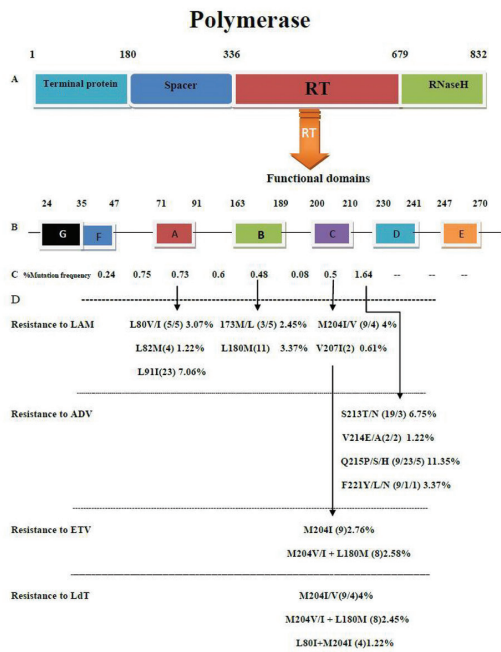 Polymerase
1 180 336 679 832
A Terminal protein Spacer RT RNaseH
RT
Functional domains
24 35 47 71 91 163 189 200 210 230 241 247 270
B G F A B C D E
C %Mutation frequency 0.24 0.75 0.73 0.6 0.48 0.08 0.5 1.64 -- -- --
D
Resistance to LAM L80V/I (5/5) 3.07% 173M/L (3/5) 2.45% M204I/V (9/4) 4%
L82M(4) 1.22% L180M(11) 3.37% V207I(2) 0.61%
L91I(23) 7.06%
Resistance to ADV
S213T/N (19/3) 6.75%
V214E/A(2/2) 1.22%
Q215P/S/H (9/23/5) 11.35%
F221Y/L/N (9/1/1) 3.37%
Resistance to ETV M204I (9)2.76%
M204V/I + L180M (8)2.58%
Resistance to LdT M204I/V(9/4)4%
M204V/I + L180M (8)2.45%
L80I+M204I (4)1.22%